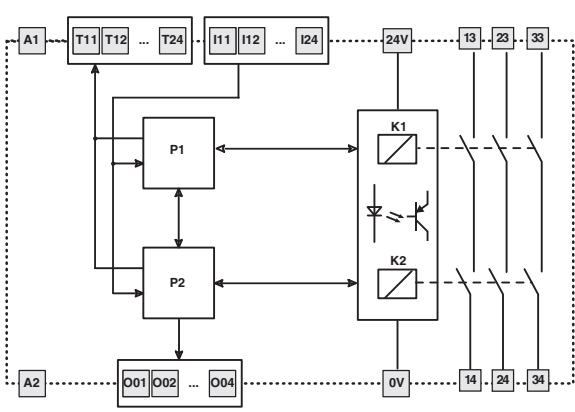 A1 T11 T12 ... T24 I11 I12 ... I24 24V 13 23 33
K1
P1
K2
P2
A2 O01 O02 ... O04 0V 14 24 34